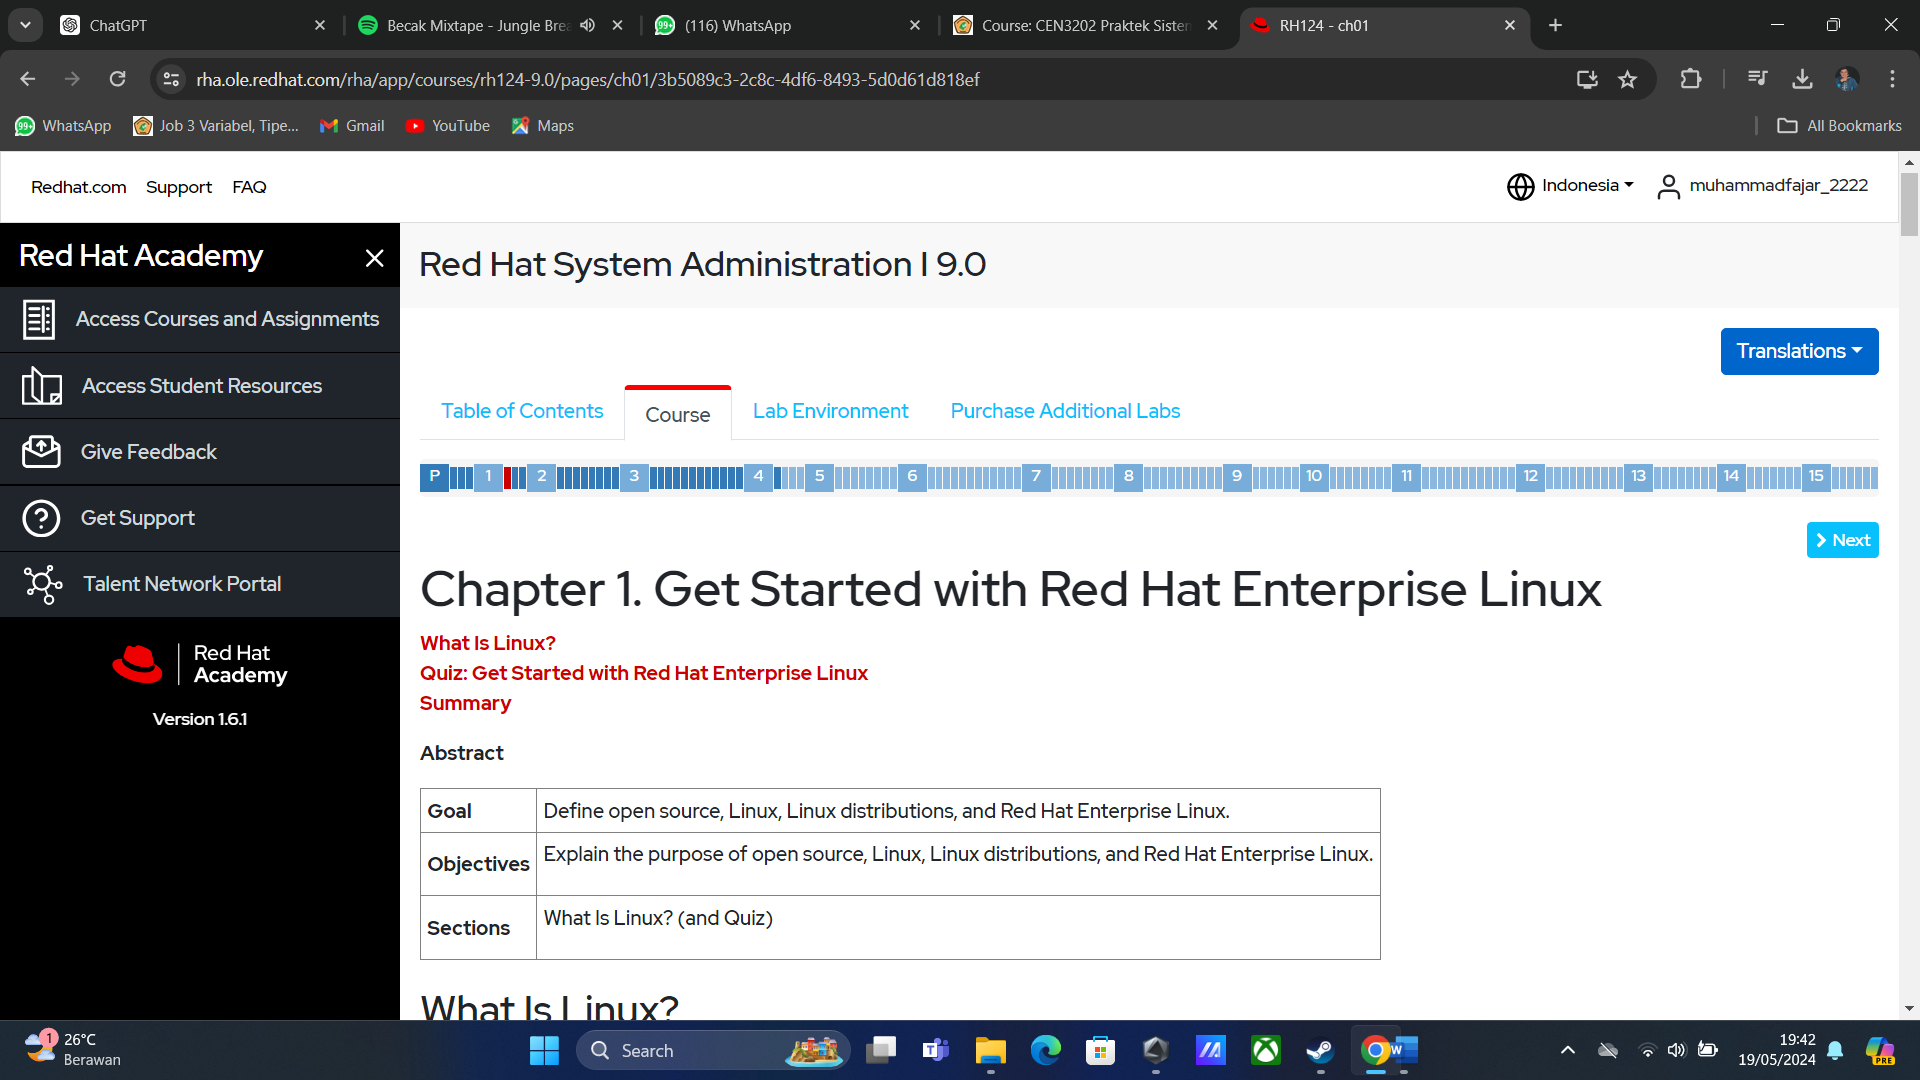 ChatGPT
Becak Mixtape - Jungle Brea
(116) WhatsApp
Course: CEN3202 Praktek Sisten
RH124 - ch01
rha.ole.redhat.com/rha/app/courses/rh124-9.0/pages/ch01/3b5089c3-2c8c-4df6-8493-5d0d61d818ef
99+ WhatsApp
Job 3 Variabel, Tipe...
Gmail
YouTube
Maps
All Bookmarks
Redhat.com Support FAQ
Indonesia
muhammadfajar_2222
Red Hat Academy
Access Courses and Assignments
Access Student Resources
Give Feedback
Get Support
Talent Network Portal
Red Hat
Academy
Version 1.6.1
Red Hat System Administration I 9.0
Translations
Table of Contents
Course
Lab Environment
Purchase Additional Labs
P 1 2 3 4 5 6 7 8 9 10 11 12 13 14 15
Next
Chapter 1. Get Started with Red Hat Enterprise Linux
What Is Linux?
Quiz: Get Started with Red Hat Enterprise Linux
Summary
Abstract
Goal Define open source, Linux, Linux distributions, and Red Hat Enterprise Linux.
Objectives Explain the purpose of open source, Linux, Linux distributions, and Red Hat Enterprise Linux.
Sections What Is Linux? (and Quiz)
What Is Linux?
1
26°C
Berawan
Search
19:42
19/05/2024
PRE